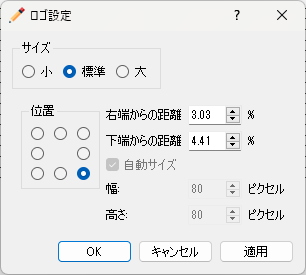 ロゴ設定 ?
サイズ
小 標準 大
位置
右端からの距離 3.03 %
下端からの距離 4.41 %
自動サイズ
幅: 80 ピクセル
高さ: 80 ピクセル
OK キャンセル 適用